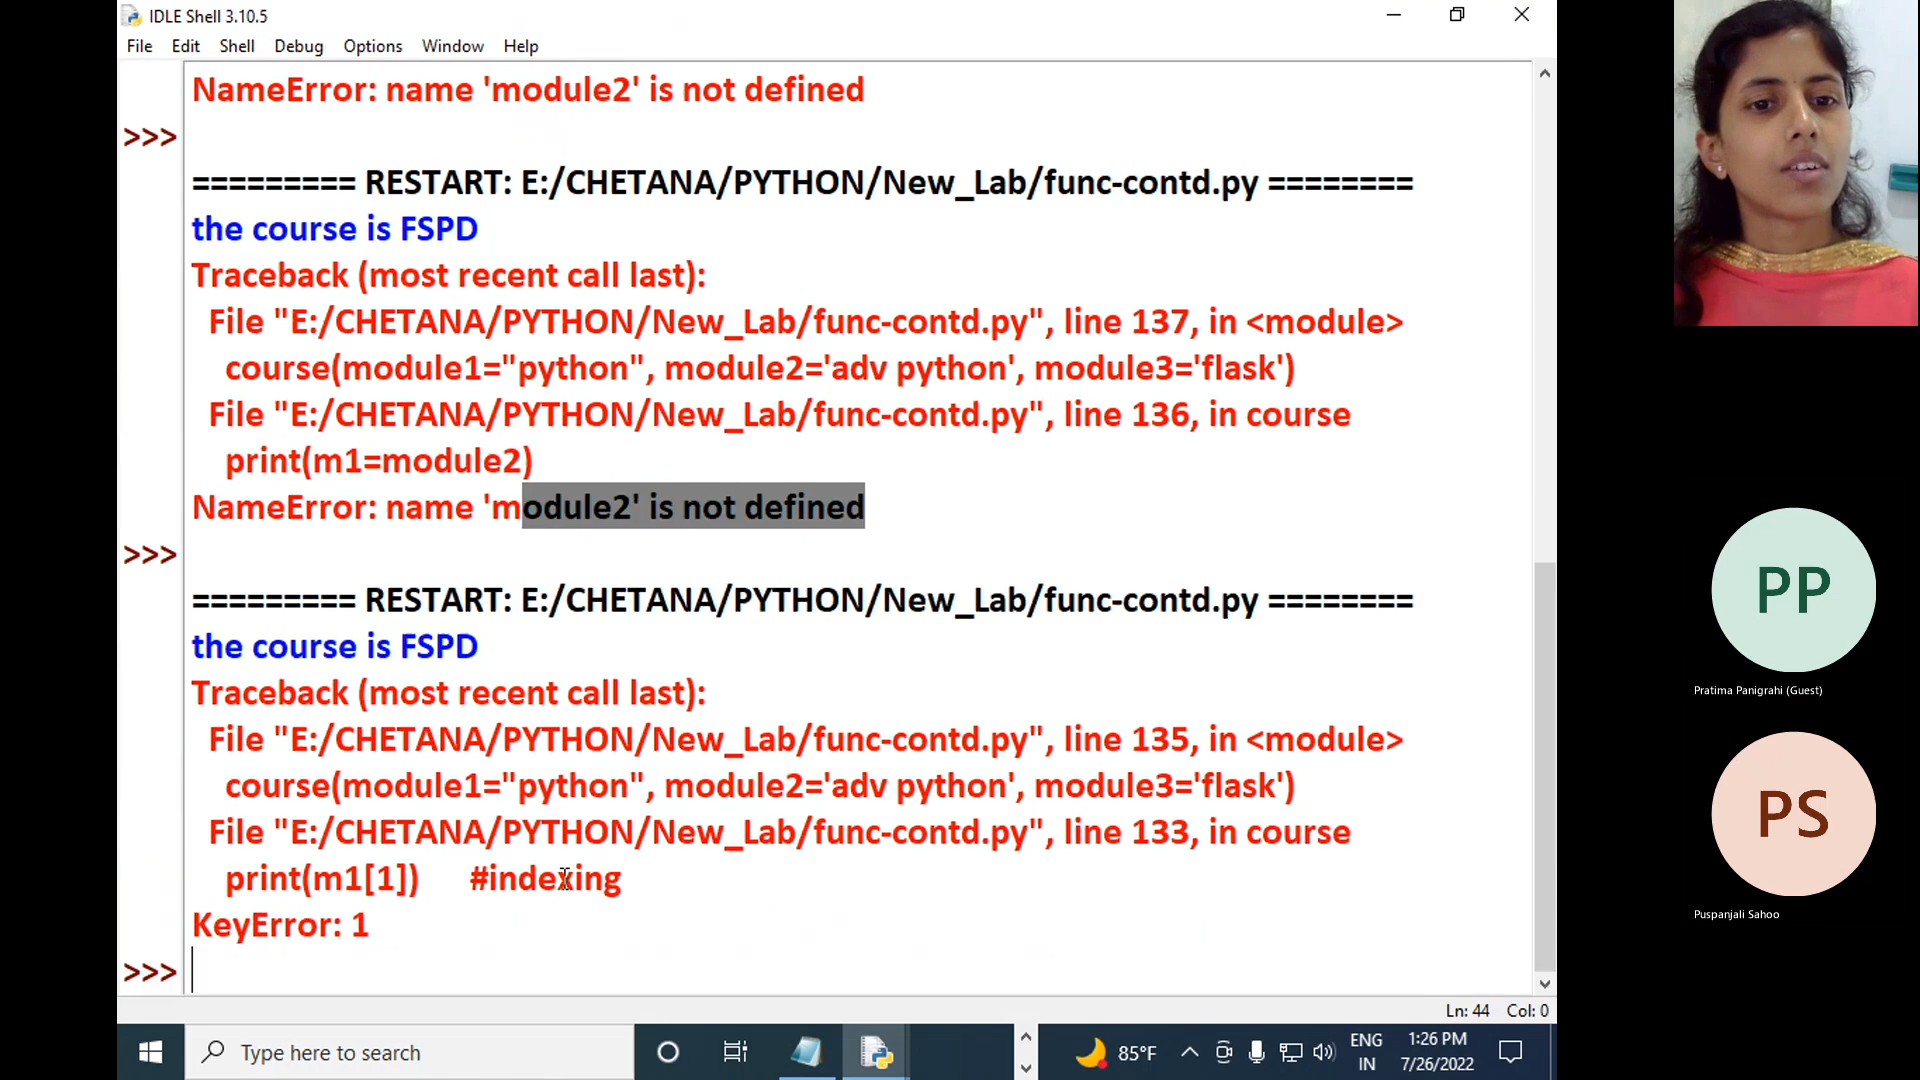 IDLE Shell 3.10.5
File Edit Shell Debug Options Window Help
NameError: name 'module2' is not defined
>>>
========= RESTART: E:/CHETANA/PYTHON/New_Lab/func-contd.py ========
the course is FSPD
Traceback (most recent call last):
File "E:/CHETANA/PYTHON/New_Lab/func-contd.py", line 137, in <module>
course(module1="python", module2='adv python', module3='flask')
File "E:/CHETANA/PYTHON/New_Lab/func-contd.py", line 136, in course
print(m1=module2)
NameError: name 'module2' is not defined
>>>
========= RESTART: E:/CHETANA/PYTHON/New_Lab/func-contd.py ========
the course is FSPD
Traceback (most recent call last):
File "E:/CHETANA/PYTHON/New_Lab/func-contd.py", line 135, in <module>
course(module1="python", module2='adv python', module3='flask')
File "E:/CHETANA/PYTHON/New_Lab/func-contd.py", line 133, in course
print(m1[1]) #indexing
KeyError: 1
>>>
Ln: 44 Col: 0
Type here to search
85°F
ENG
IN
1:26 PM
7/26/2022
PP
Pratima Panigrahi (Guest)
PS
Puspanjali Sahoo